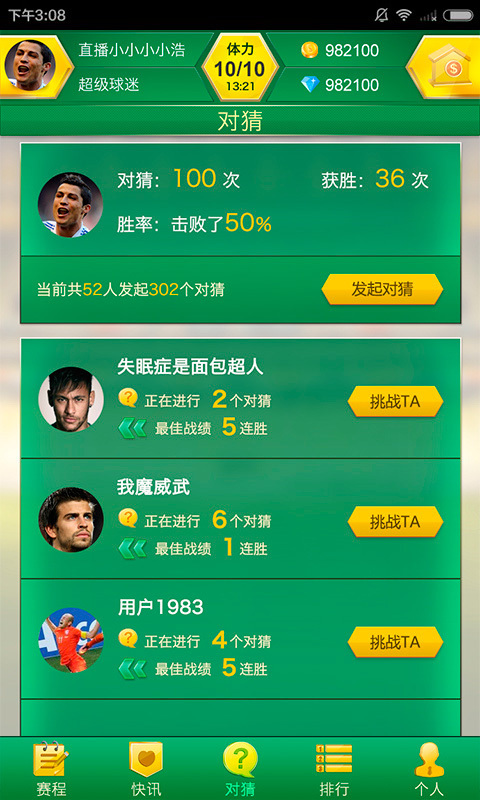 下午3:08
直播小小小小浩
超级球迷
体力
10/10
13:21
982100
982100
对猜
对猜：100 次
获胜：36 次
胜率：击败了50%
当前共52人发起302个对猜
发起对猜
失眠症是面包超人
正在进行 2个对猜
最佳战绩 5连胜
挑战TA
我魔威武
正在进行 6个对猜
最佳战绩 1连胜
挑战TA
用户1983
正在进行 4个对猜
最佳战绩 5连胜
挑战TA
赛程
快讯
对猜
排行
个人